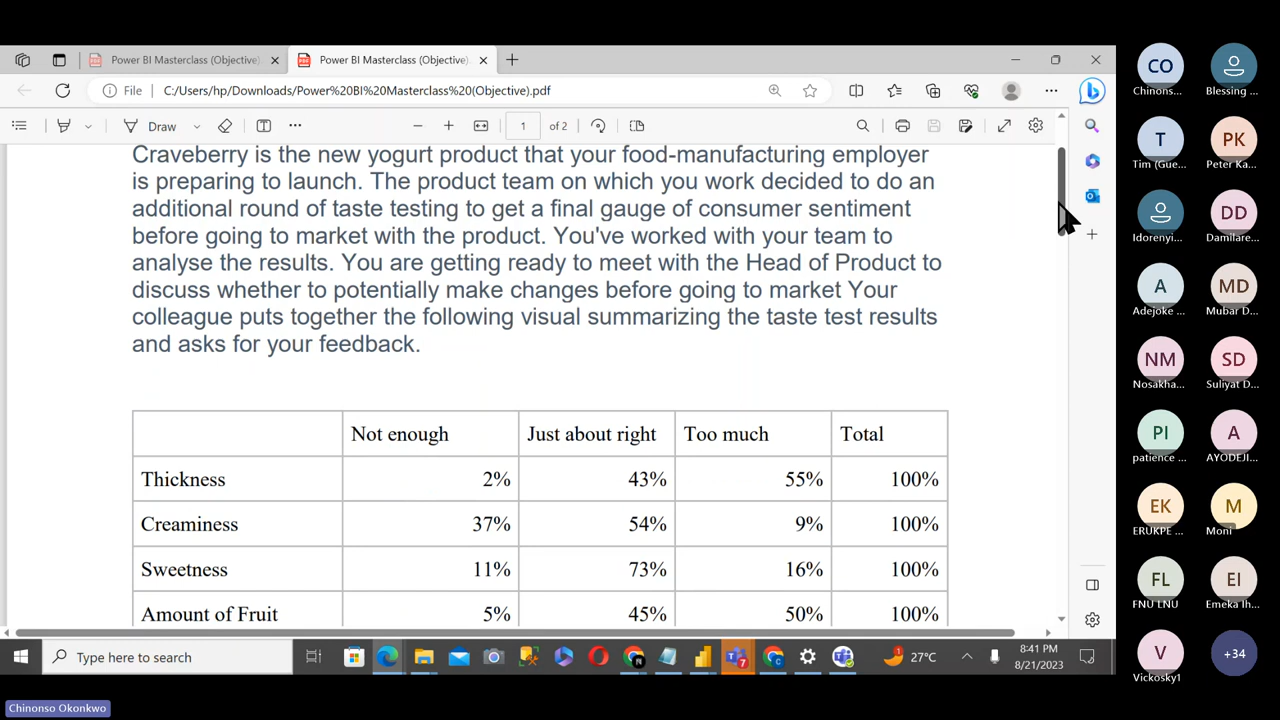 Power BI Masterclass (Objective)
Power BI Masterclass (Objective).
File C:/Users/hp/Downloads/Power%20BI%20Masterclass%20(Objective).pdf
Draw 1 of 2
Craveberry is the new yogurt product that your food-manufacturing employer
is preparing to launch. The product team on which you work decided to do an
additional round of taste testing to get a final gauge of consumer sentiment
before going to market with the product. You've worked with your team to
analyse the results. You are getting ready to meet with the Head of Product to
discuss whether to potentially make changes before going to market Your
colleague puts together the following visual summarizing the taste test results
and asks for your feedback.
Not enough Just about right Too much Total
Thickness 2% 43% 55% 100%
Creaminess 37% 54% 9% 100%
Sweetness 11% 73% 16% 100%
Amount of Fruit 5% 45% 50% 100%
Type here to search
1
27°C
8:41 PM
8/21/2023
CO
Chinons...
Blessing ...
T
Tim (Gue...
PK
Peter Ka...
Idorenyi...
DD
Damilare...
A
Adejoke ...
MD
Mubar D...
NM
Nosakha...
SD
Suliyat D...
PI
patience ...
A
AYODEJI...
EK
ERUKPE ...
M
Moni
FL
FNU LNU
EI
Emeka Ih...
V
Vickosky1
+34
Chinonso Okonkwo